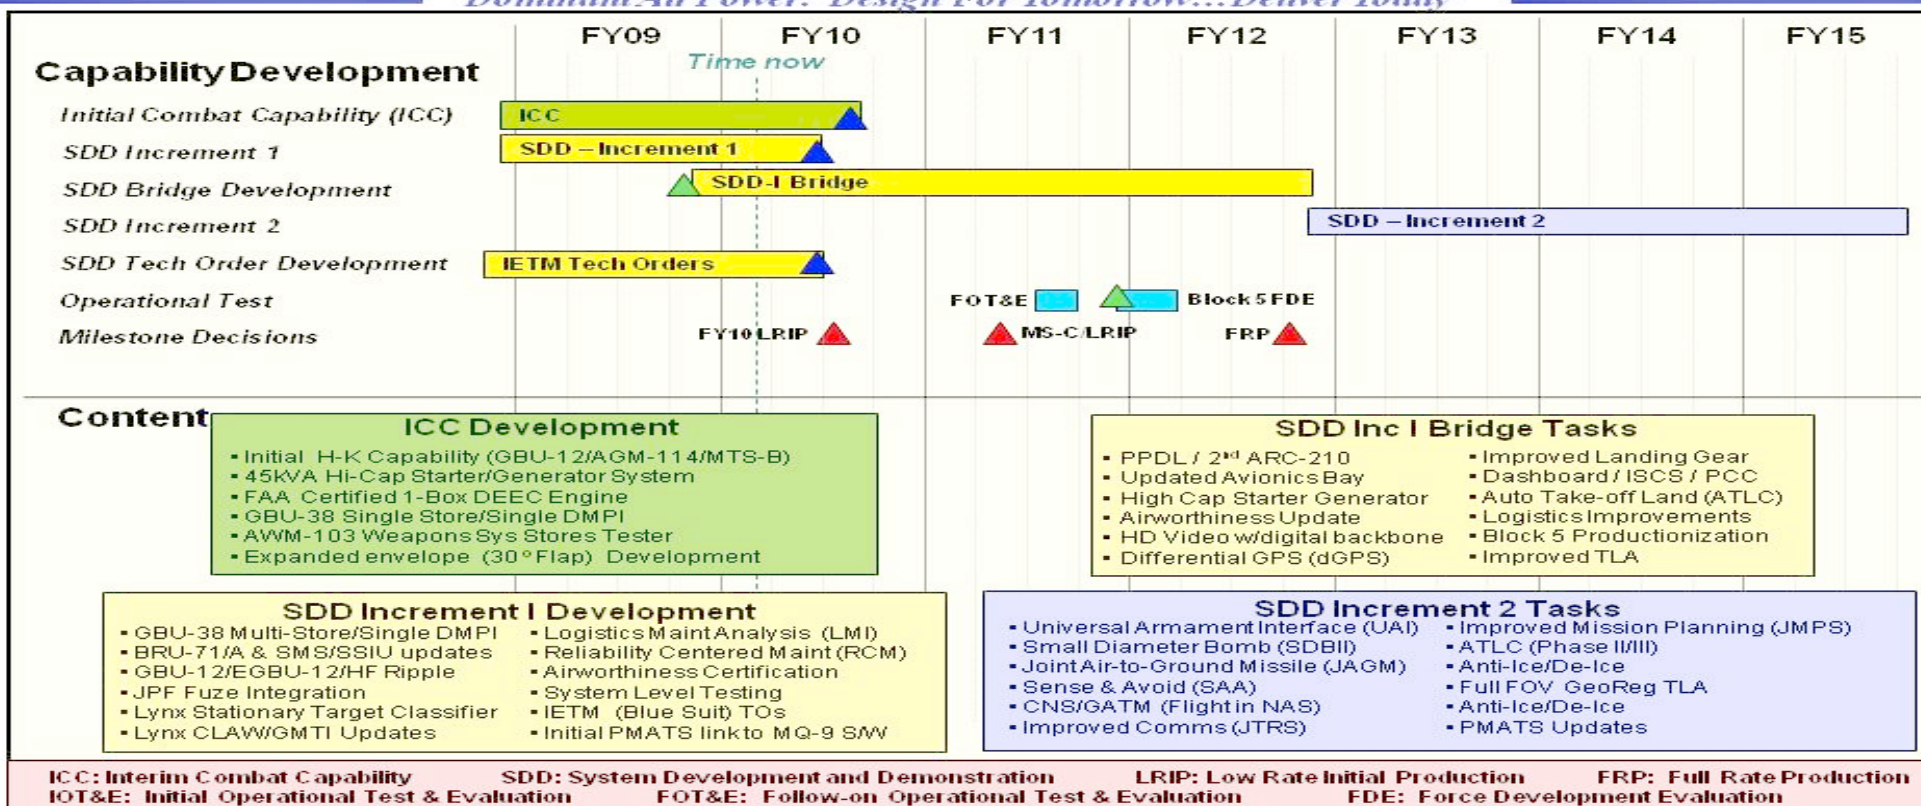 Dominant Air Power: Design For Tomorrow...Deliver Today
FY09 FY10 FY11 FY12 FY13 FY14 FY15
Time now
Capability Development
Initial Combat Capability (ICC) ICC
SDD Increment 1 SDD – Increment 1
SDD Bridge Development SDD-I Bridge
SDD Increment 2 SDD – Increment 2
SDD Tech Order Development IETM Tech Orders
Operational Test FOT&E Block 5 FDE
Milestone Decisions FY10 LRIP MS-C/LRIP FRP
Content
ICC Development
▪ Initial H-K Capability (GBU-12/AGM-114/MTS-B)
▪ 45kVA Hi-Cap Starter/Generator System
▪ FAA Certified 1-Box DEEC Engine
▪ GBU-38 Single Store/Single DMPI
▪ AWM-103 Weapons Sys Stores Tester
▪ Expanded envelope (30° Flap) Development
SDD Inc I Bridge Tasks
▪ PPDL / 2nd ARC-210
▪ Updated Avionics Bay
▪ High Cap Starter Generator
▪ Airworthiness Update
▪ HD Video w/digital backbone
▪ Differential GPS (dGPS)
▪ Improved Landing Gear
▪ Dashboard / ISCS / PCC
▪ Auto Take-off Land (ATLC)
▪ Logistics Improvements
▪ Block 5 Productionization
▪ Improved TLA
SDD Increment I Development
▪ GBU-38 Multi-Store/Single DMPI
▪ BRU-71/A & SMS/SSIU updates
▪ GBU-12/EGBU-12/HF Ripple
▪ JPF Fuze Integration
▪ Lynx Stationary Target Classifier
▪ Lynx CLAW/GMTI Updates
▪ Logistics Maint Analysis (LMI)
▪ Reliability Centered Maint (RCM)
▪ Airworthiness Certification
▪ System Level Testing
▪ IETM (Blue Suit) TOs
▪ Initial PMATS link to MQ-9 S/W
SDD Increment 2 Tasks
▪ Universal Armament Interface (UAI)
▪ Small Diameter Bomb (SDBII)
▪ Joint Air-to-Ground Missile (JAGM)
▪ Sense & Avoid (SAA)
▪ CNS/GATM (Flight in NAS)
▪ Improved Comms (JTRS)
▪ Improved Mission Planning (JMPS)
▪ ATLC (Phase II/III)
▪ Anti-Ice/De-Ice
▪ Full FOV GeoReg TLA
▪ Anti-Ice/De-Ice
▪ PMATS Updates
ICC: Interim Combat Capability SDD: System Development and Demonstration LRIP: Low Rate Initial Production FRP: Full Rate Production
IOT&E: Initial Operational Test & Evaluation FOT&E: Follow-on Operational Test & Evaluation FDE: Force Development Evaluation